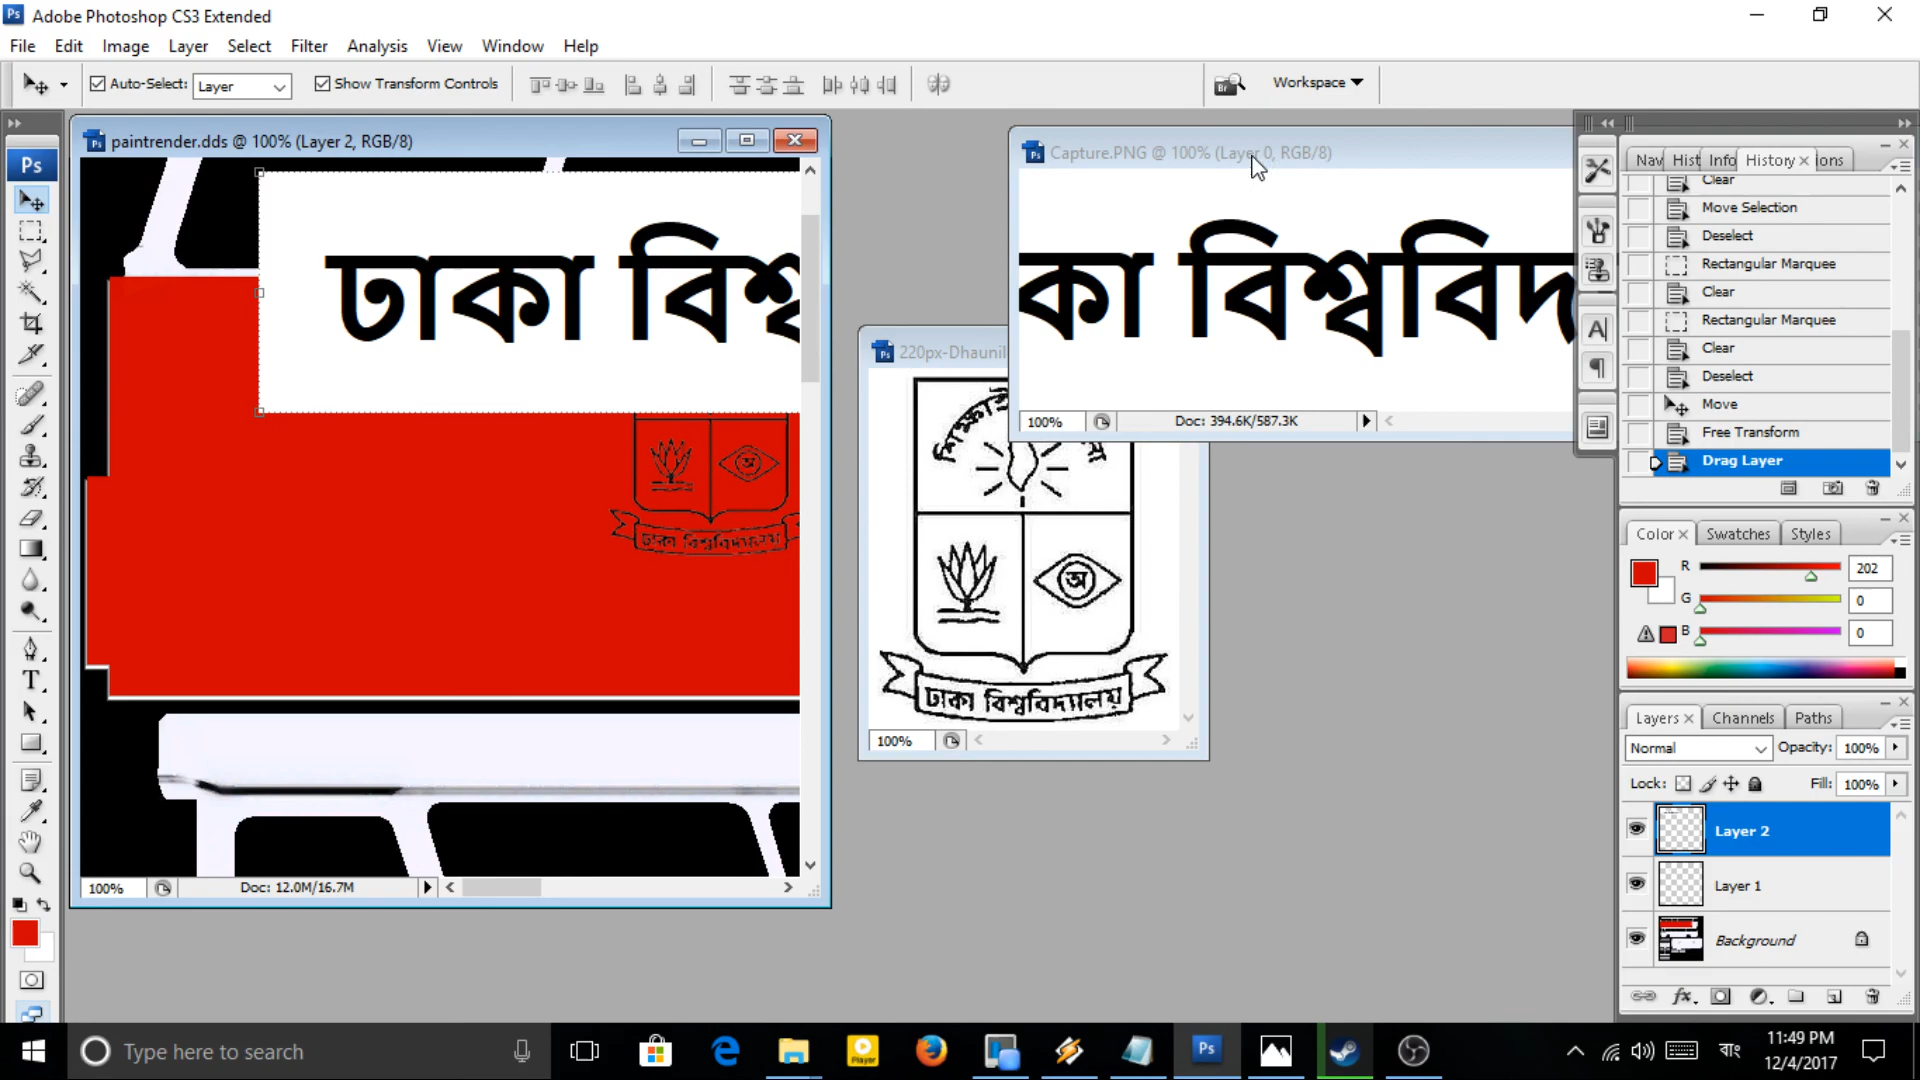 Adobe Photoshop CS3 Extended
File Edit Image Layer Select Filter Analysis View Window Help
Auto-Select: Layer Show Transform Controls Workspace
paintrender.dds @ 100% (Layer 2, RGB/8)
ঢাকা বিশ্ব
ঢাকা বিশ্ববিদ্যালয়
100% Doc: 12.0M/16.7M
Capture.PNG @ 100% (Layer 0, RGB/8)
কা বিশ্ববিদ
100% Doc: 394.6K/587.3K
220px-Dhaunil
অ
ঢাকা বিশ্ববিদ্যালয়
100%
Nav Hist Info History ions
Clear
Move Selection
Deselect
Rectangular Marquee
Clear
Rectangular Marquee
Clear
Deselect
Move
Free Transform
Drag Layer
Color Swatches Styles
R 202
G 0
B 0
Layers Channels Paths
Normal Opacity: 100%
Lock: Fill: 100%
Layer 2
Layer 1
Background
Type here to search
Player
Ps
বাং
11:49 PM
12/4/2017